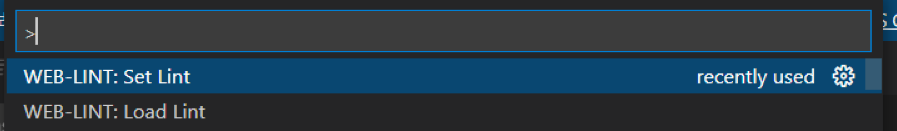 >
WEB-LINT: Set Lint recently used
WEB-LINT: Load Lint